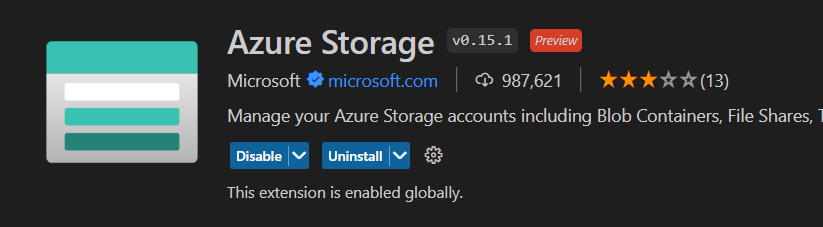 Azure Storage v0.15.1 Preview
Microsoft microsoft.com 987,621 (13)
Manage your Azure Storage accounts including Blob Containers, File Shares, T
Disable Uninstall
This extension is enabled globally.